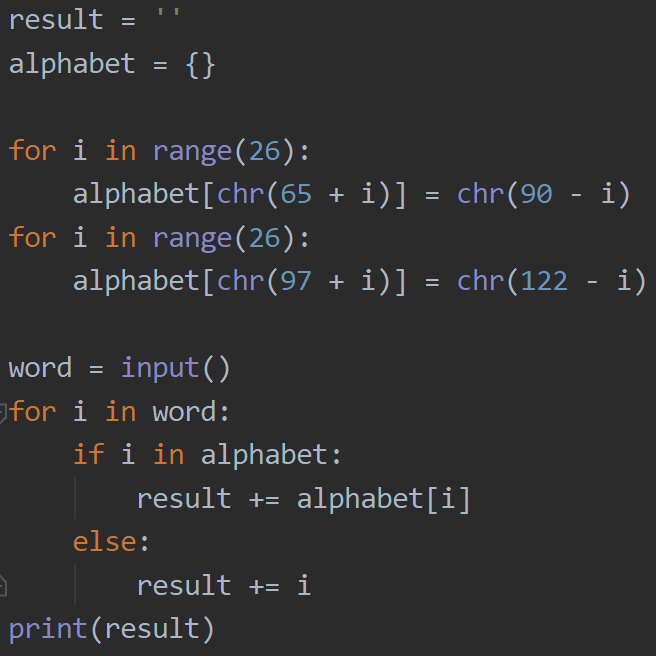 result = ''
alphabet = {}
for i in range(26):
    alphabet[chr(65 + i)] = chr(90 - i)
for i in range(26):
    alphabet[chr(97 + i)] = chr(122 - i)
word = input()
for i in word:
    if i in alphabet:
        result += alphabet[i]
    else:
        result += i
print(result)